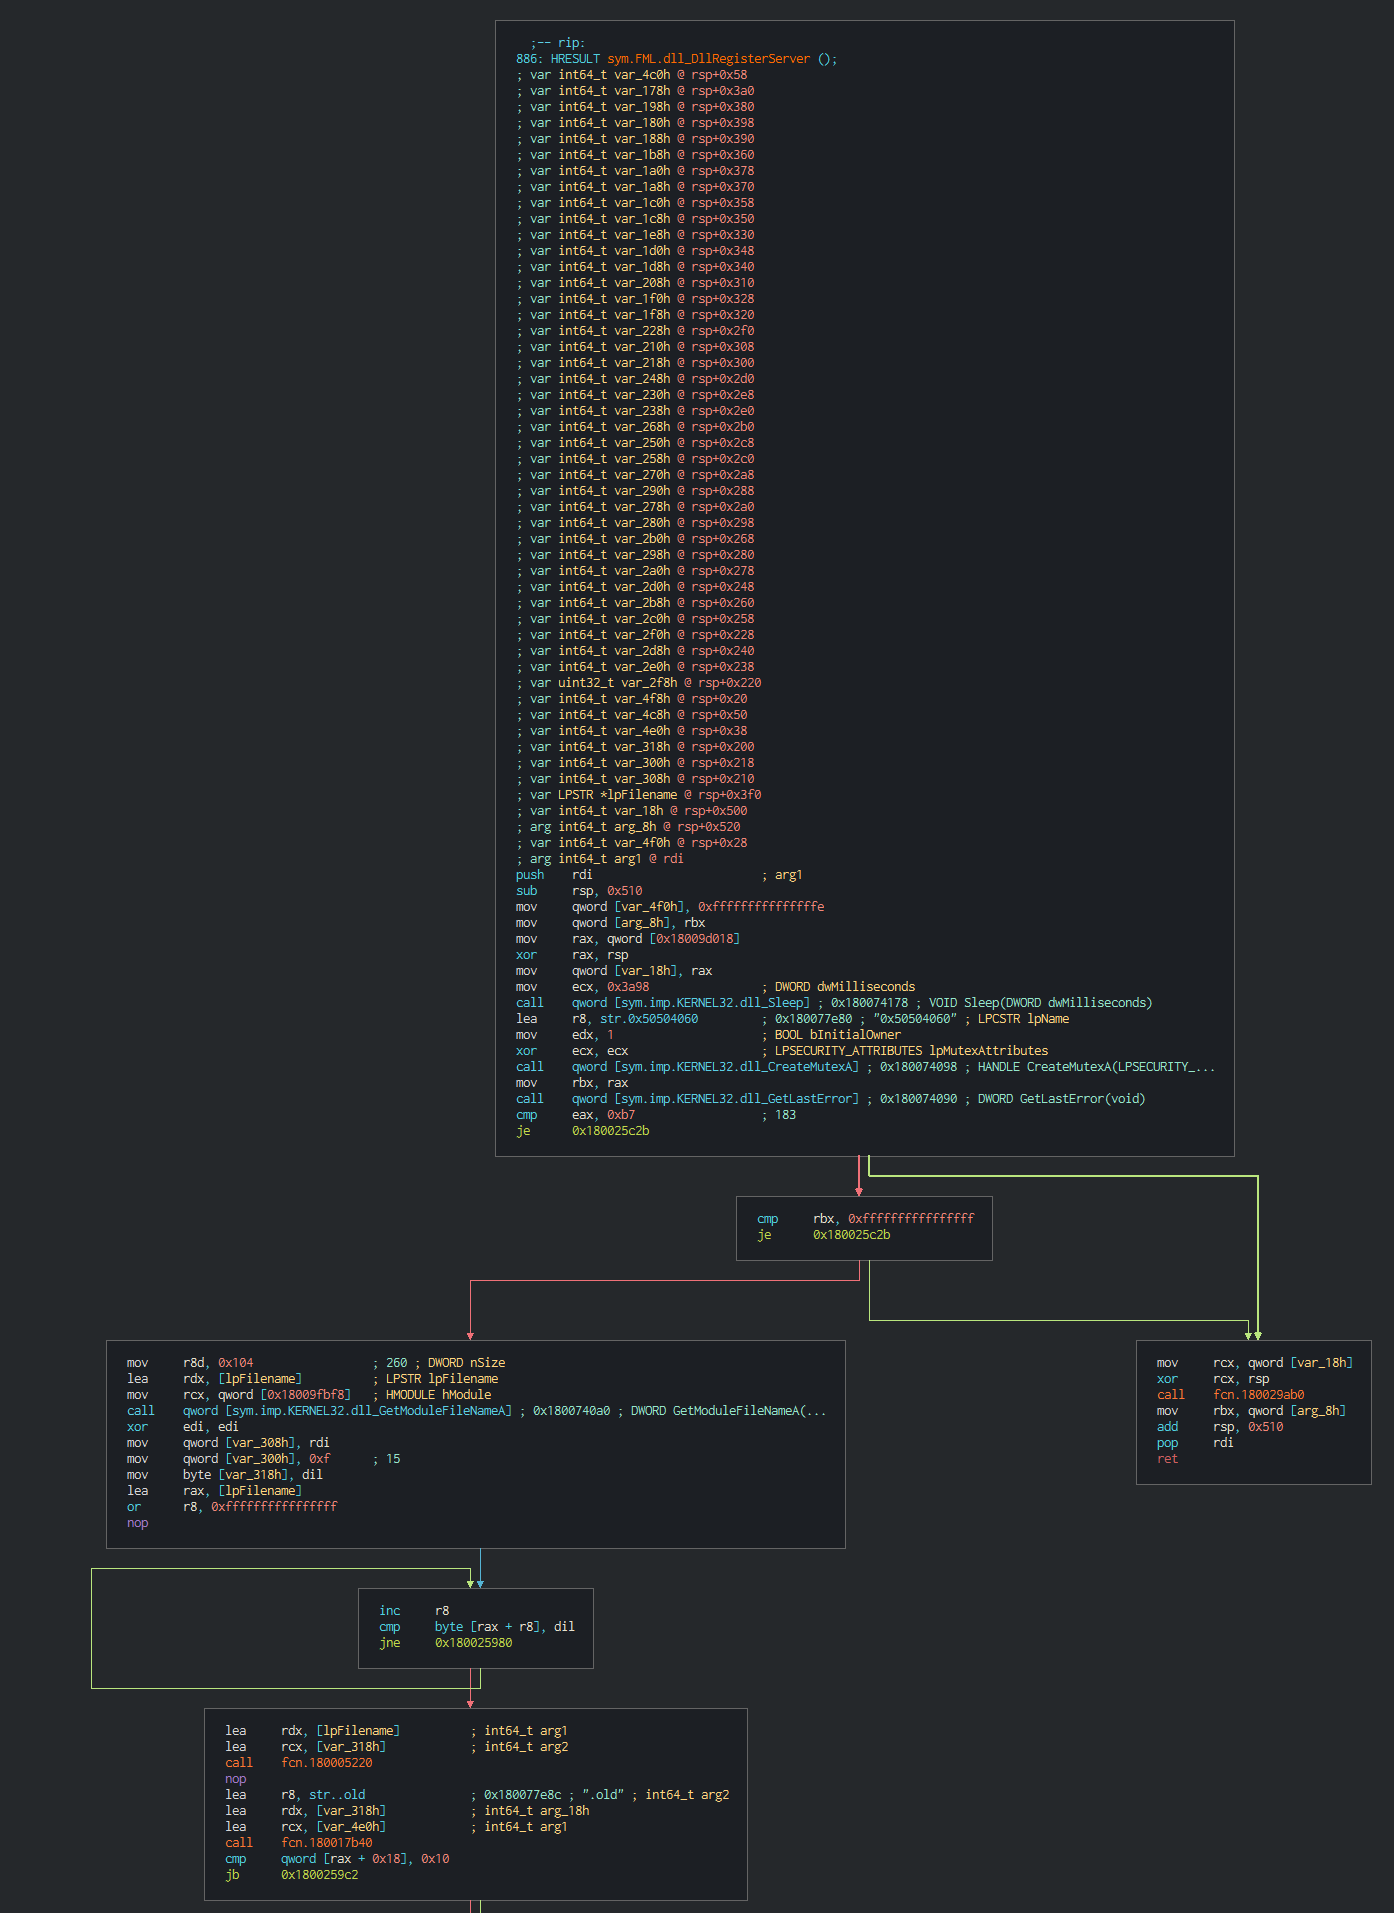 ;-- rip:
886: HRESULT sym.FML.dll_DllRegisterServer ();
; var int64_t var_4c0h @ rsp+0x58
; var int64_t var_178h @ rsp+0x3a0
; var int64_t var_198h @ rsp+0x380
; var int64_t var_180h @ rsp+0x398
; var int64_t var_188h @ rsp+0x390
; var int64_t var_1b8h @ rsp+0x360
; var int64_t var_1a0h @ rsp+0x378
; var int64_t var_1a8h @ rsp+0x370
; var int64_t var_1c0h @ rsp+0x358
; var int64_t var_1c8h @ rsp+0x350
; var int64_t var_1e8h @ rsp+0x330
; var int64_t var_1d0h @ rsp+0x348
; var int64_t var_1d8h @ rsp+0x340
; var int64_t var_208h @ rsp+0x310
; var int64_t var_1f0h @ rsp+0x328
; var int64_t var_1f8h @ rsp+0x320
; var int64_t var_228h @ rsp+0x2f0
; var int64_t var_210h @ rsp+0x308
; var int64_t var_218h @ rsp+0x300
; var int64_t var_248h @ rsp+0x2d0
; var int64_t var_230h @ rsp+0x2e8
; var int64_t var_238h @ rsp+0x2e0
; var int64_t var_268h @ rsp+0x2b0
; var int64_t var_250h @ rsp+0x2c8
; var int64_t var_258h @ rsp+0x2c0
; var int64_t var_270h @ rsp+0x2a8
; var int64_t var_290h @ rsp+0x288
; var int64_t var_278h @ rsp+0x2a0
; var int64_t var_280h @ rsp+0x298
; var int64_t var_2b0h @ rsp+0x268
; var int64_t var_298h @ rsp+0x280
; var int64_t var_2a0h @ rsp+0x278
; var int64_t var_2d0h @ rsp+0x248
; var int64_t var_2b8h @ rsp+0x260
; var int64_t var_2c0h @ rsp+0x258
; var int64_t var_2f0h @ rsp+0x228
; var int64_t var_2d8h @ rsp+0x240
; var int64_t var_2e0h @ rsp+0x238
; var uint32_t var_2f8h @ rsp+0x220
; var int64_t var_4f8h @ rsp+0x20
; var int64_t var_4c8h @ rsp+0x50
; var int64_t var_4e0h @ rsp+0x38
; var int64_t var_318h @ rsp+0x200
; var int64_t var_300h @ rsp+0x218
; var int64_t var_308h @ rsp+0x210
; var LPSTR *lpFilename @ rsp+0x3f0
; var int64_t var_18h @ rsp+0x500
; arg int64_t arg_8h @ rsp+0x520
; var int64_t var_4f0h @ rsp+0x28
; arg int64_t arg1 @ rdi
push rdi ; arg1
sub rsp, 0x510
mov qword [var_4f0h], 0xfffffffffffffffe
mov qword [arg_8h], rbx
mov rax, qword [0x18009d018]
xor rax, rsp
mov qword [var_18h], rax
mov ecx, 0x3a98 ; DWORD dwMilliseconds
call qword [sym.imp.KERNEL32.dll_Sleep] ; 0x180074178 ; VOID Sleep(DWORD dwMilliseconds)
lea r8, str.0x50504060 ; 0x180077e80 ; "0x50504060" ; LPCSTR lpName
mov edx, 1 ; BOOL bInitialOwner
xor ecx, ecx ; LPSECURITY_ATTRIBUTES lpMutexAttributes
call qword [sym.imp.KERNEL32.dll_CreateMutexA] ; 0x180074098 ; HANDLE CreateMutexA(LPSECURITY_...
mov rbx, rax
call qword [sym.imp.KERNEL32.dll_GetLastError] ; 0x180074090 ; DWORD GetLastError(void)
cmp eax, 0xb7 ; 183
je 0x180025c2b
cmp rbx, 0xffffffffffffffff
je 0x180025c2b
mov r8d, 0x104 ; 260 ; DWORD nSize
lea rdx, [lpFilename] ; LPSTR lpFilename
mov rcx, qword [0x18009fbf8] ; HMODULE hModule
call qword [sym.imp.KERNEL32.dll_GetModuleFileNameA] ; 0x1800740a0 ; DWORD GetModuleFileNameA(...
xor edi, edi
mov qword [var_308h], rdi
mov qword [var_300h], 0xf ; 15
mov byte [var_318h], dil
lea rax, [lpFilename]
or r8, 0xffffffffffffffff
nop
mov rcx, qword [var_18h]
xor rcx, rsp
call fcn.180029ab0
mov rbx, qword [arg_8h]
add rsp, 0x510
pop rdi
ret
inc r8
cmp byte [rax + r8], dil
jne 0x180025980
lea rdx, [lpFilename] ; int64_t arg1
lea rcx, [var_318h] ; int64_t arg2
call fcn.180005220
nop
lea r8, str..old ; 0x180077e8c ; ".old" ; int64_t arg2
lea rdx, [var_318h] ; int64_t arg_18h
lea rcx, [var_4e0h] ; int64_t arg1
call fcn.180017b40
cmp qword [rax + 0x18], 0x10
jb 0x1800259c2